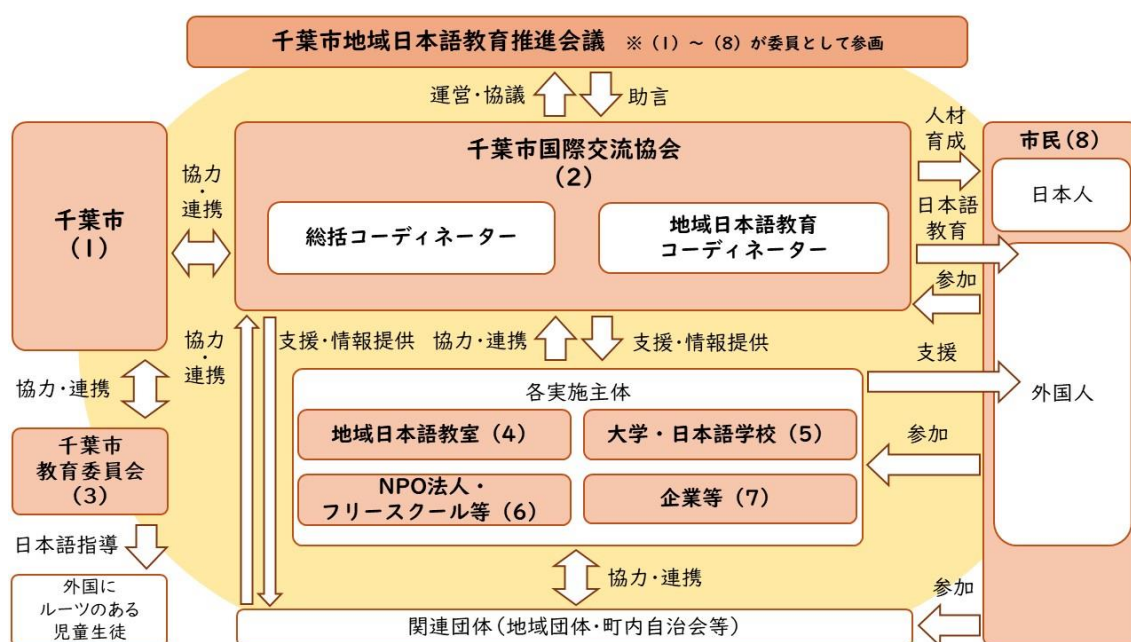 千葉市地域日本語教育推進会議 ※(1)～(8)が委員として参画
運営・協議
助言
千葉市
(1)
協力
・
連携
千葉市国際交流協会
(2)
総括コーディネーター
地域日本語教育
コーディネーター
人材
育成
日本語
教育
参加
市民(8)
日本人
外国人
協力
・
連携
支援・情報提供
協力・連携
支援・情報提供
支援
協力・連携
各実施主体
地域日本語教室(4)
大学・日本語学校(5)
NPO法人・
フリースクール等(6)
企業等(7)
参加
千葉市
教育委員会
(3)
日本語指導
外国に
ルーツのある
児童生徒
協力・連携
関連団体(地域団体・町内自治会等)
参加